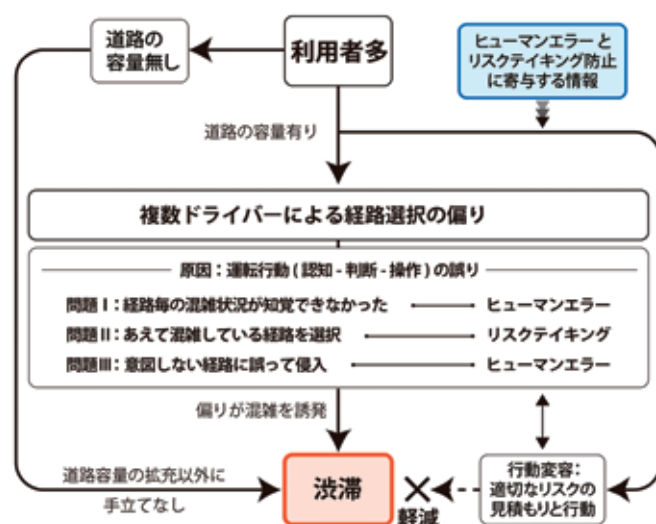 道路の
容量無し
利用者多
ヒューマンエラーと
リスクテイキング防止
に寄与する情報
道路の容量有り
複数ドライバーによる経路選択の偏り
原因：運転行動 ( 認知 - 判断 - 操作 ) の誤り
問題Ⅰ：経路毎の混雑状況が知覚できなかった
ヒューマンエラー
問題Ⅱ：あえて混雑している経路を選択
リスクテイキング
問題Ⅲ：意図しない経路に誤って侵入
ヒューマンエラー
偏りが混雑を誘発
道路容量の拡充以外に
手立てなし
渋滞
軽減
行動変容：
適切なリスクの
見積もりと行動